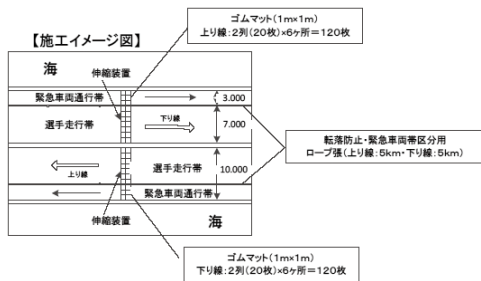 ゴムマット(1m×1m)
上り線:2列(20枚)×6ヶ所=120枚
【施工イメージ図】
海
伸縮装置
緊急車両通行帯
3.000
選手走行帯
下り線
7.000
転落防止・緊急車両帯区分用
ロープ張(上り線:5km・下り線:5km)
上り線
選手走行帯
10.000
緊急車両通行帯
伸縮装置
海
ゴムマット(1m×1m)
下り線:2列(20枚)×6ヶ所=120枚